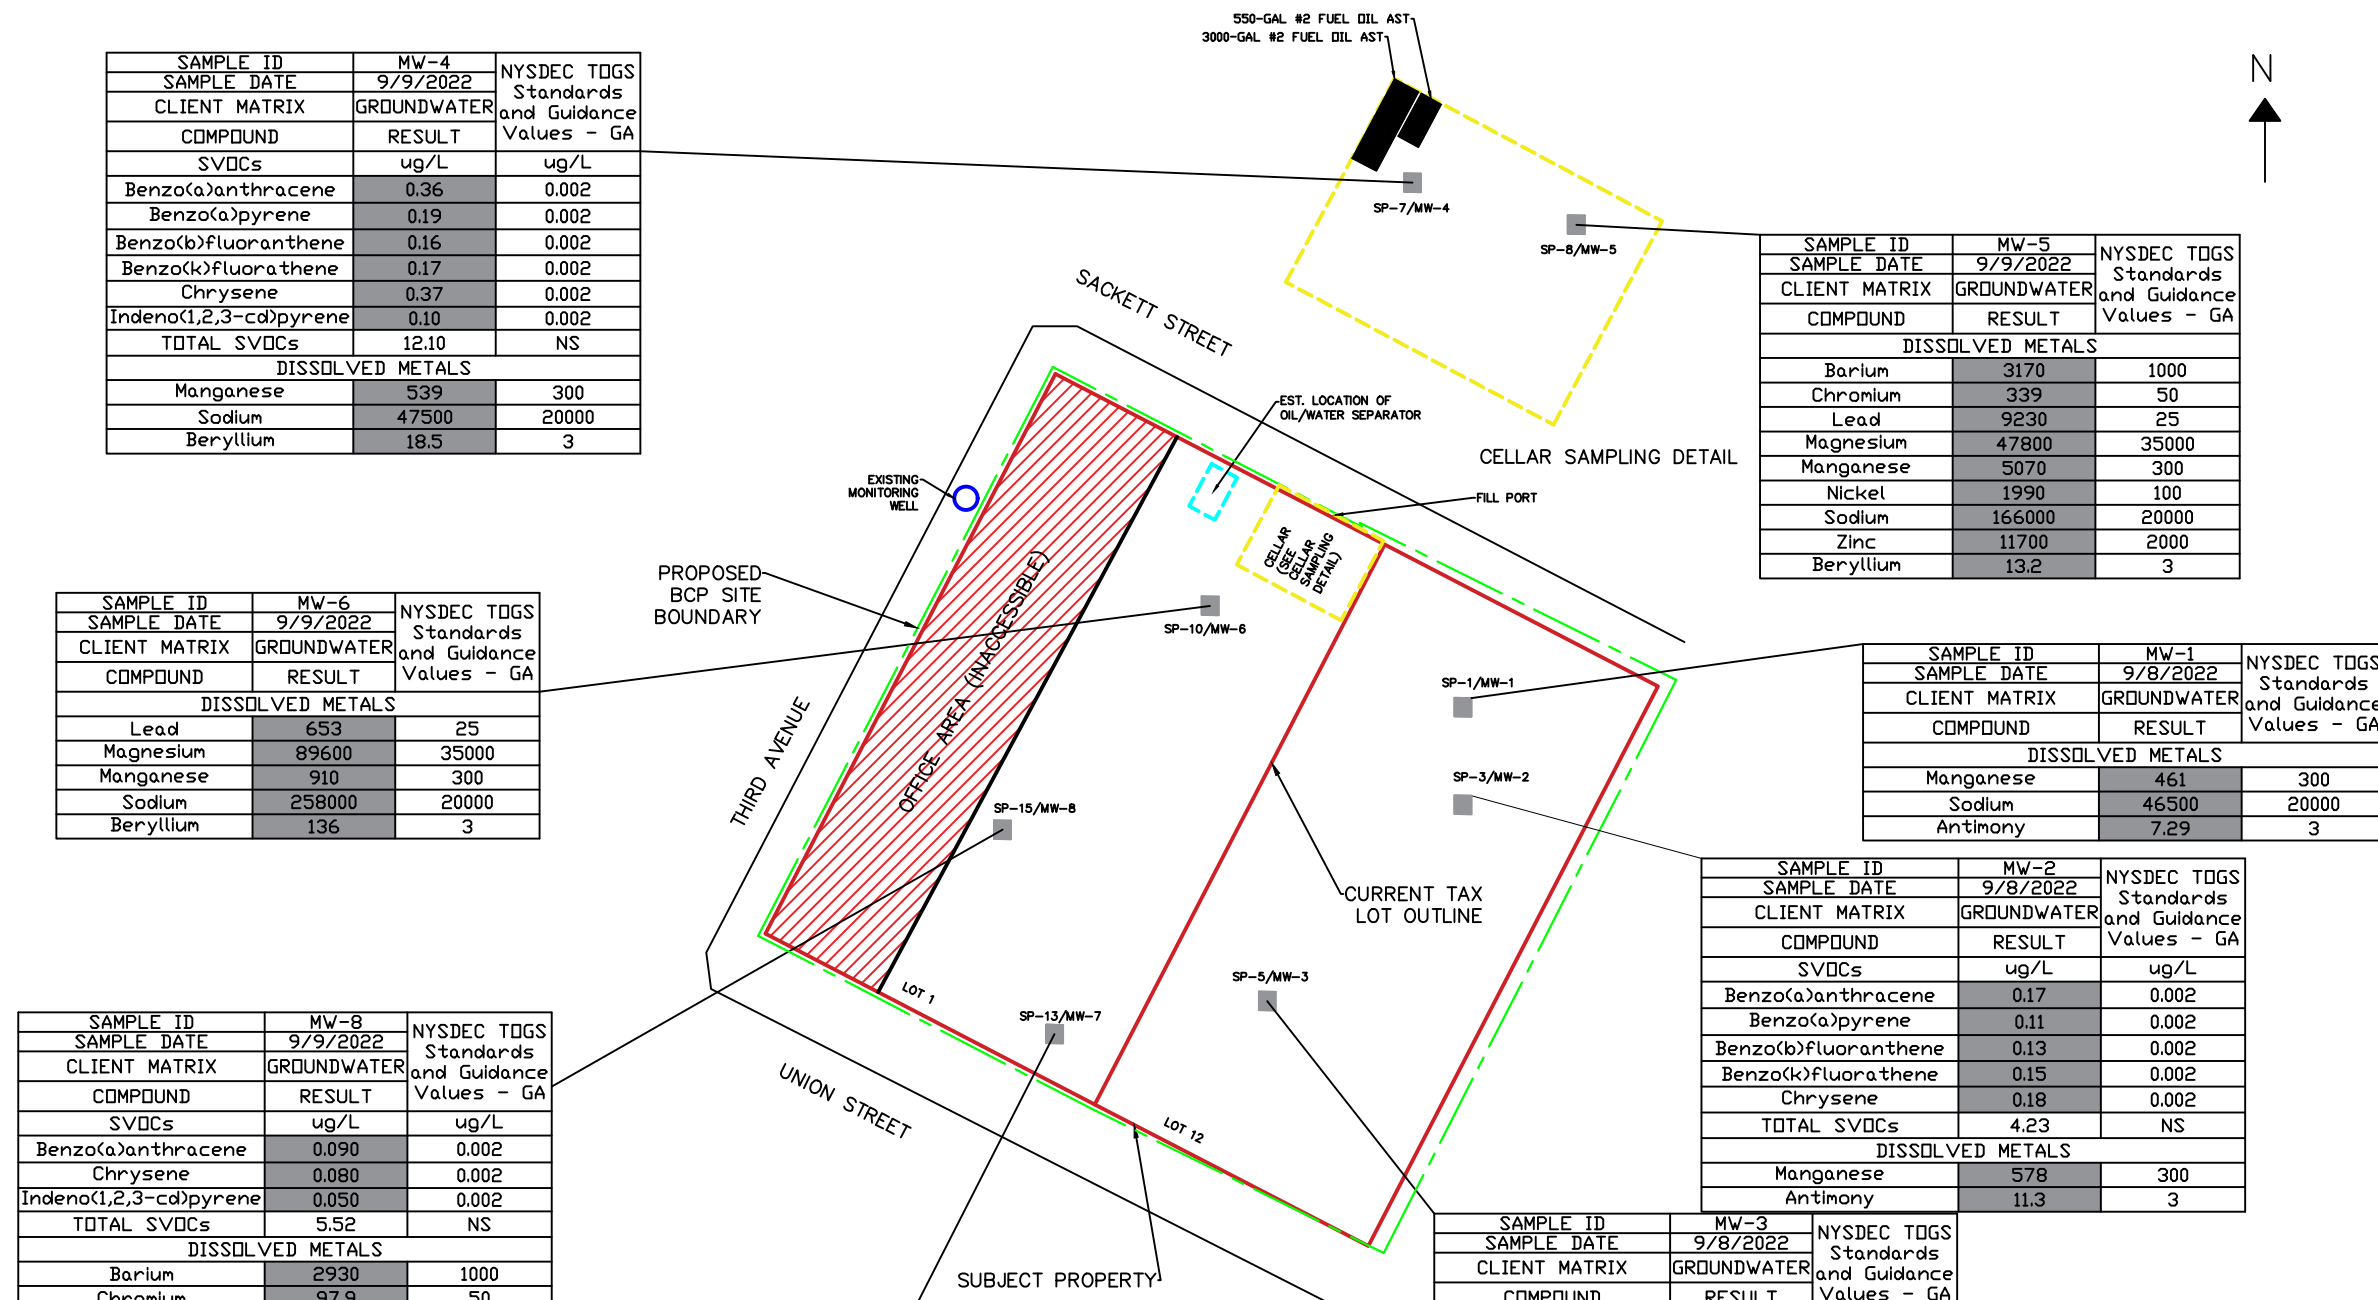 550-GAL #2 FUEL OIL AST
3000-GAL #2 FUEL OIL AST
N
SAMPLE ID MW-4 NYSDEC TOGS Standards and Guidance Values - GA
SAMPLE DATE 9/9/2022
CLIENT MATRIX GROUNDWATER
COMPOUND RESULT
SVOCs ug/L ug/L
Benzo(a)anthracene 0.36 0.002
Benzo(a)pyrene 0.19 0.002
Benzo(b)fluoranthene 0.16 0.002
Benzo(k)fluorathene 0.17 0.002
Chrysene 0.37 0.002
Indeno(1,2,3-cd)pyrene 0.10 0.002
TOTAL SVOCs 12.10 NS
DISSOLVED METALS
Manganese 539 300
Sodium 47500 20000
Beryllium 18.5 3
SP-7/MW-4
SP-8/MW-5
CELLAR SAMPLING DETAIL
SAMPLE ID MW-5 NYSDEC TOGS Standards and Guidance Values - GA
SAMPLE DATE 9/9/2022
CLIENT MATRIX GROUNDWATER
COMPOUND RESULT
DISSOLVED METALS
Barium 3170 1000
Chromium 339 50
Lead 9230 25
Magnesium 47800 35000
Manganese 5070 300
Nickel 1990 100
Sodium 166000 20000
Zinc 11700 2000
Beryllium 13.2 3
SACKETT STREET
EST. LOCATION OF
OIL/WATER SEPARATOR
EXISTING
MONITORING
WELL
FILL PORT
CELLAR
(SEE
CELLAR
SAMPLING
DETAIL)
PROPOSED
BCP SITE
BOUNDARY
OFFICE AREA (INACCESSIBLE)
THIRD AVENUE
SP-10/MW-6
SAMPLE ID MW-6 NYSDEC TOGS Standards and Guidance Values - GA
SAMPLE DATE 9/9/2022
CLIENT MATRIX GROUNDWATER
COMPOUND RESULT
DISSOLVED METALS
Lead 653 25
Magnesium 89600 35000
Manganese 910 300
Sodium 258000 20000
Beryllium 136 3
SP-1/MW-1
SAMPLE ID MW-1 NYSDEC TOGS Standards and Guidance Values - GA
SAMPLE DATE 9/8/2022
CLIENT MATRIX GROUNDWATER
COMPOUND RESULT
DISSOLVED METALS
Manganese 461 300
Sodium 46500 20000
Antimony 7.29 3
SP-3/MW-2
SP-15/MW-8
CURRENT TAX
LOT OUTLINE
SAMPLE ID MW-2 NYSDEC TOGS Standards and Guidance Values - GA
SAMPLE DATE 9/8/2022
CLIENT MATRIX GROUNDWATER
COMPOUND RESULT
SVOCs ug/L ug/L
Benzo(a)anthracene 0.17 0.002
Benzo(a)pyrene 0.11 0.002
Benzo(b)fluoranthene 0.13 0.002
Benzo(k)fluorathene 0.15 0.002
Chrysene 0.18 0.002
TOTAL SVOCs 4.23 NS
DISSOLVED METALS
Manganese 578 300
Antimony 11.3 3
SP-5/MW-3
LOT 1
SP-13/MW-7
UNION STREET
LOT 12
SUBJECT PROPERTY
SAMPLE ID MW-8 NYSDEC TOGS Standards and Guidance Values - GA
SAMPLE DATE 9/9/2022
CLIENT MATRIX GROUNDWATER
COMPOUND RESULT
SVOCs ug/L ug/L
Benzo(a)anthracene 0.090 0.002
Chrysene 0.080 0.002
Indeno(1,2,3-cd)pyrene 0.050 0.002
TOTAL SVOCs 5.52 NS
DISSOLVED METALS
Barium 2930 1000
Chromium 97.9 50
SAMPLE ID MW-3 NYSDEC TOGS Standards and Guidance Values - GA
SAMPLE DATE 9/8/2022
CLIENT MATRIX GROUNDWATER
COMPOUND RESULT